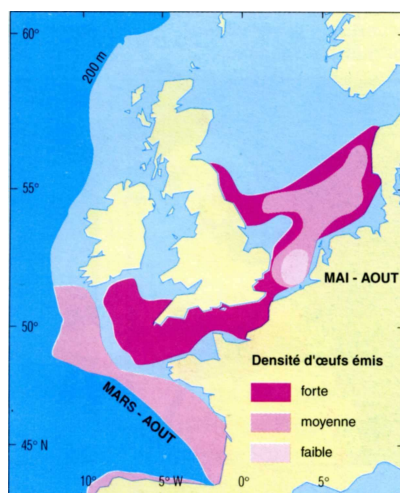 60°
200 m
55°
MAI - AOUT
50°
Densité d'œufs émis
forte
MARS - AOUT
moyenne
faible
45° N
10°
5° W
0°
5°